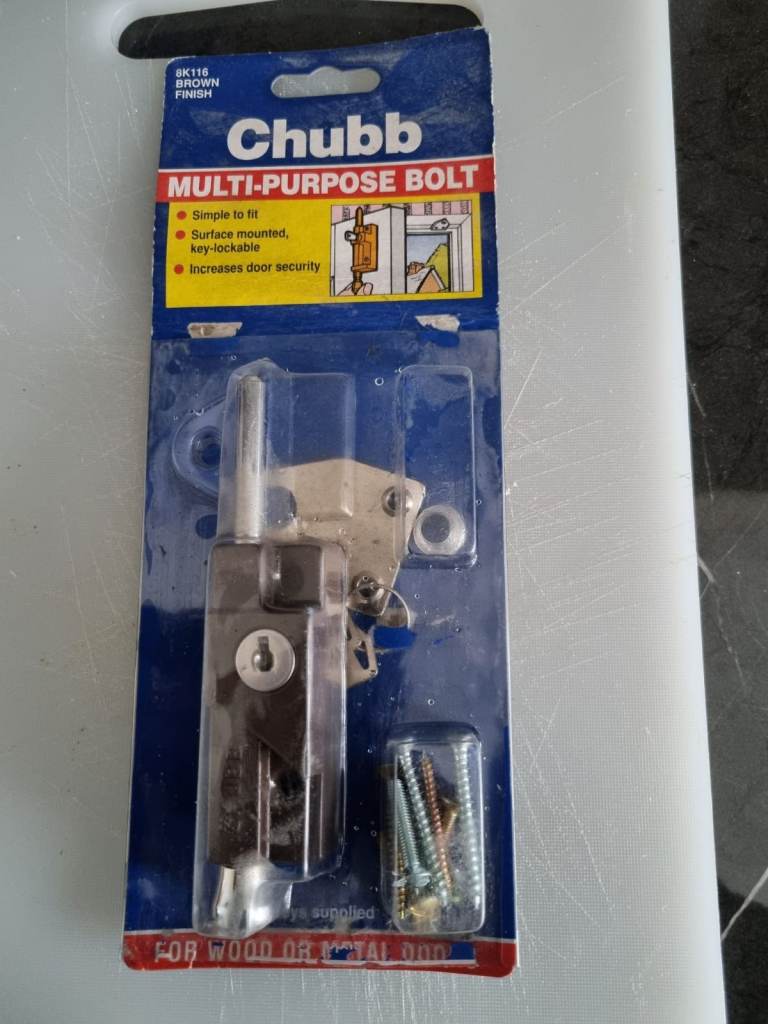 8K116
BROWN
FINISH
Chubb
MULTI-PURPOSE BOLT
Simple to fit
Surface mounted,
key-lockable
Increases door security
supplied
FOR WOOD OR METAL